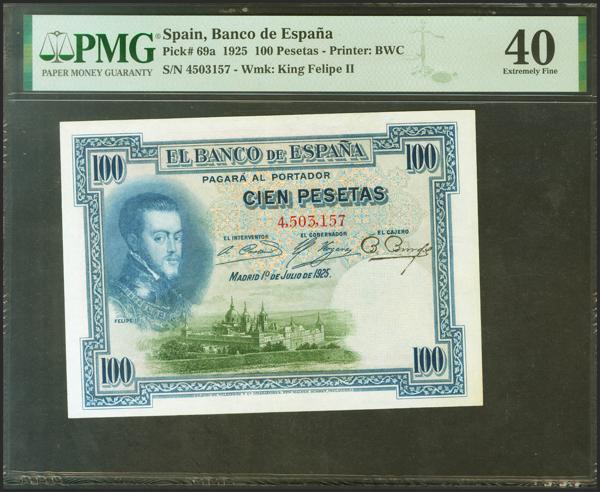 PMG
PAPER MONEY GUARANTY
Spain, Banco de España
Pick# 69a 1925 100 Pesetas - Printer: BWC
S/N 4503157 - Wmk: King Felipe II
40
Extremely Fine
100
EL BANCO DE ESPAÑA
100
PAGARÁ AL PORTADOR
CIEN PESETAS
4,503,157
EL INTERVENTOR
EL GOBERNADOR
EL CAJERO
MADRID 1º DE JULIO DE 1925.
FELIPE II
100
100